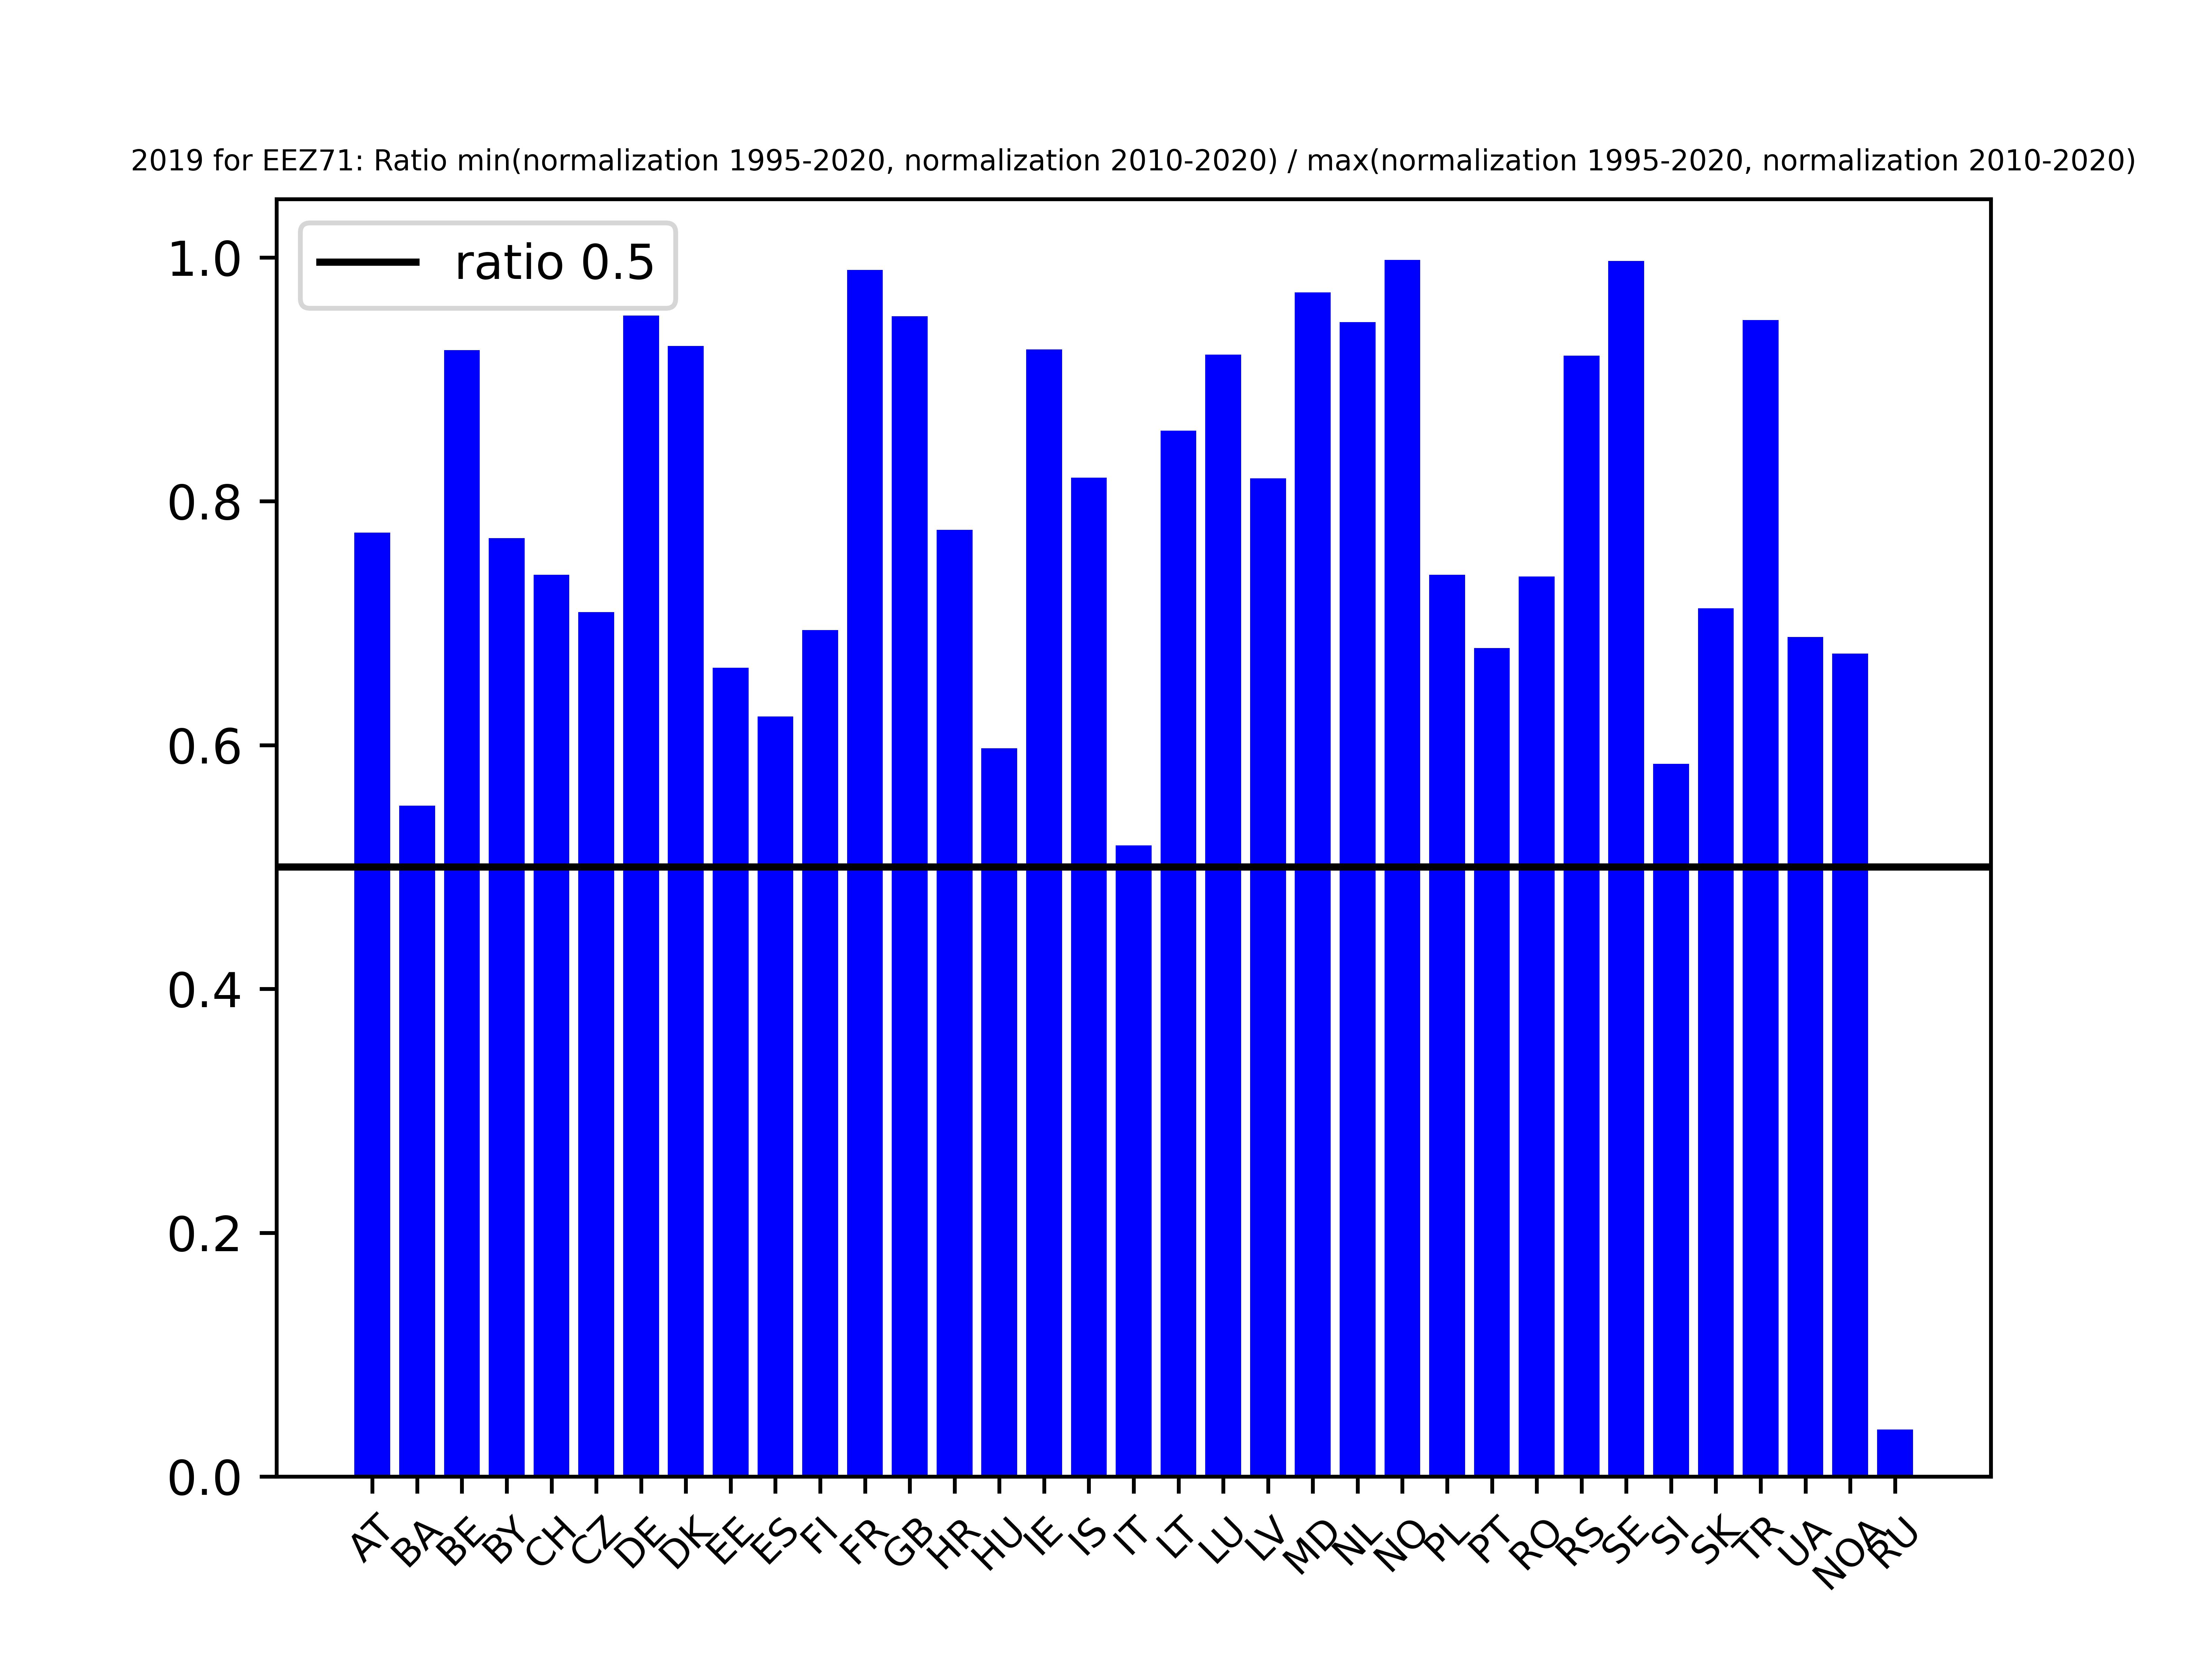 2019 for EEZ71: Ratio min(normalization 1995-2020, normalization 2010-2020) / max(normalization 1995-2020, normalization 2010-2020)
ratio 0.5
1.0
0.8
0.6
0.4
0.2
0.0
AT BA BE BY CH CZ DE DK EE ES FI FR GB HR HU IE IS IT LT LU LV MD NL NO PL PT RO RS SE SI SK TR UA NOA RU